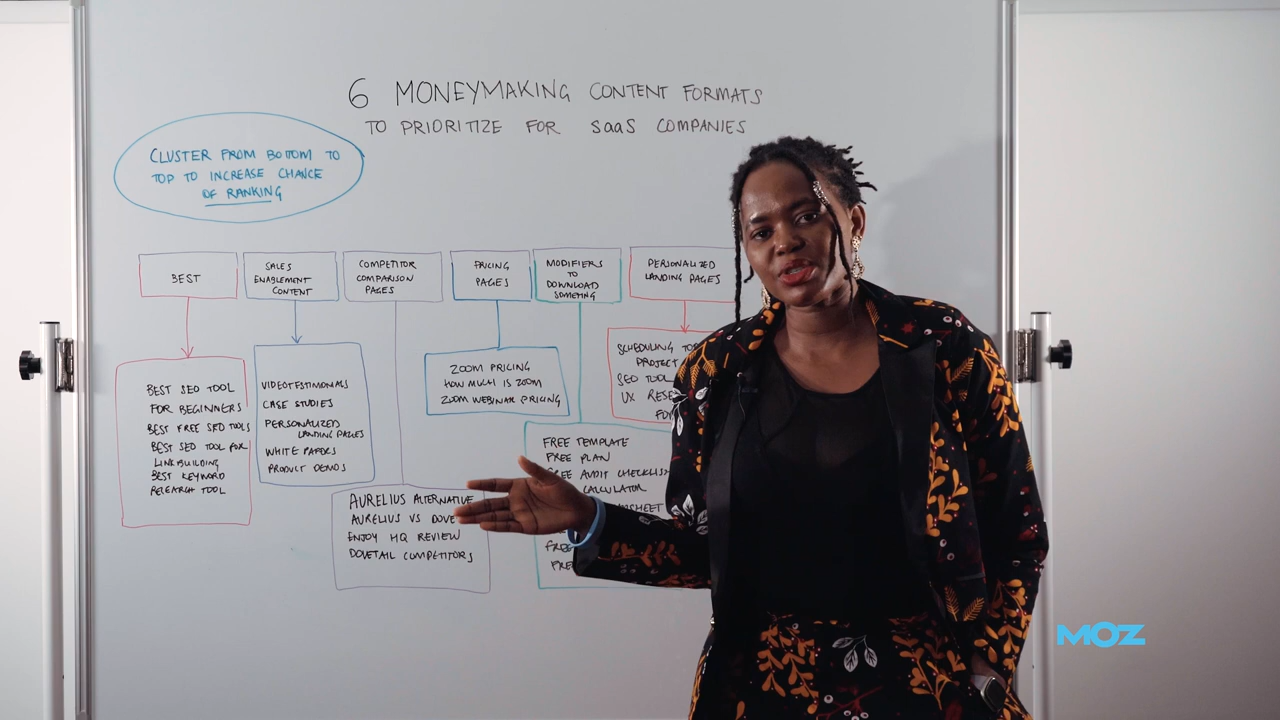 6 MONEYMAKING CONTENT FORMATS
TO PRIORITIZE FOR SaaS COMPANIES
CLUSTER FROM BOTTOM TO
TOP TO INCREASE CHANCE
OF RANKING
BEST
SALES
ENABLEMENT
CONTENT
COMPETITOR
COMPARISON
PAGES
PRICING
PAGES
MODIFIERS
TO
DOWNLOAD
SOMETHING
PERSONALIZED
LANDING PAGES
BEST SEO TOOL
FOR BEGINNERS
BEST FREE SEO TOOLS
BEST SEO TOOL FOR
LINKBUILDING
BEST KEYWORD
RESEARCH TOOL
VIDEO TESTIMONIALS
CASE STUDIES
PERSONALIZED
LANDING PAGES
WHITE PAPERS
PRODUCT DEMOS
AURELIUS ALTERNATIVE
AURELIUS VS
ENJOY HQ REVIEW
DOVETAIL COMPETITORS
ZOOM PRICING
HOW MUCH IS ZOOM
ZOOM WEBINAR PRICING
FREE TEMPLATE
FREE PLAN
AUDIT CHECKLIST
CALCULATOR
SCHEDULING
SEO TOOL
UX
MOZ